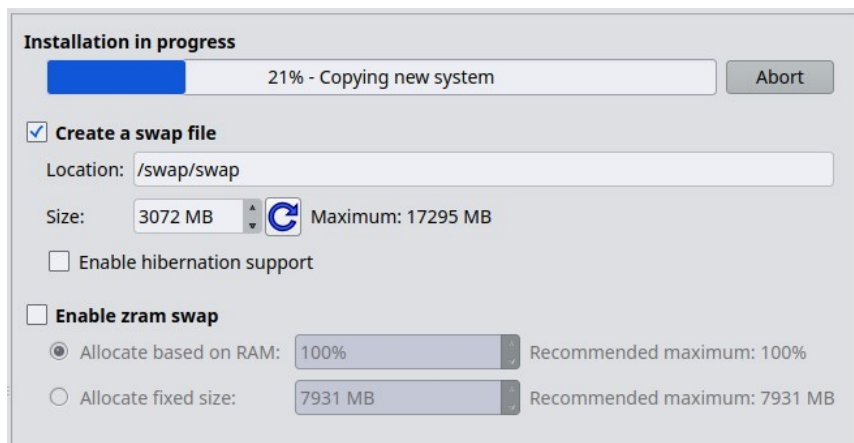 Installation in progress
21% - Copying new system Abort
Create a swap file
Location: /swap/swap
Size: 3072 MB Maximum: 17295 MB
Enable hibernation support
Enable zram swap
Allocate based on RAM: 100% Recommended maximum: 100%
Allocate fixed size: 7931 MB Recommended maximum: 7931 MB